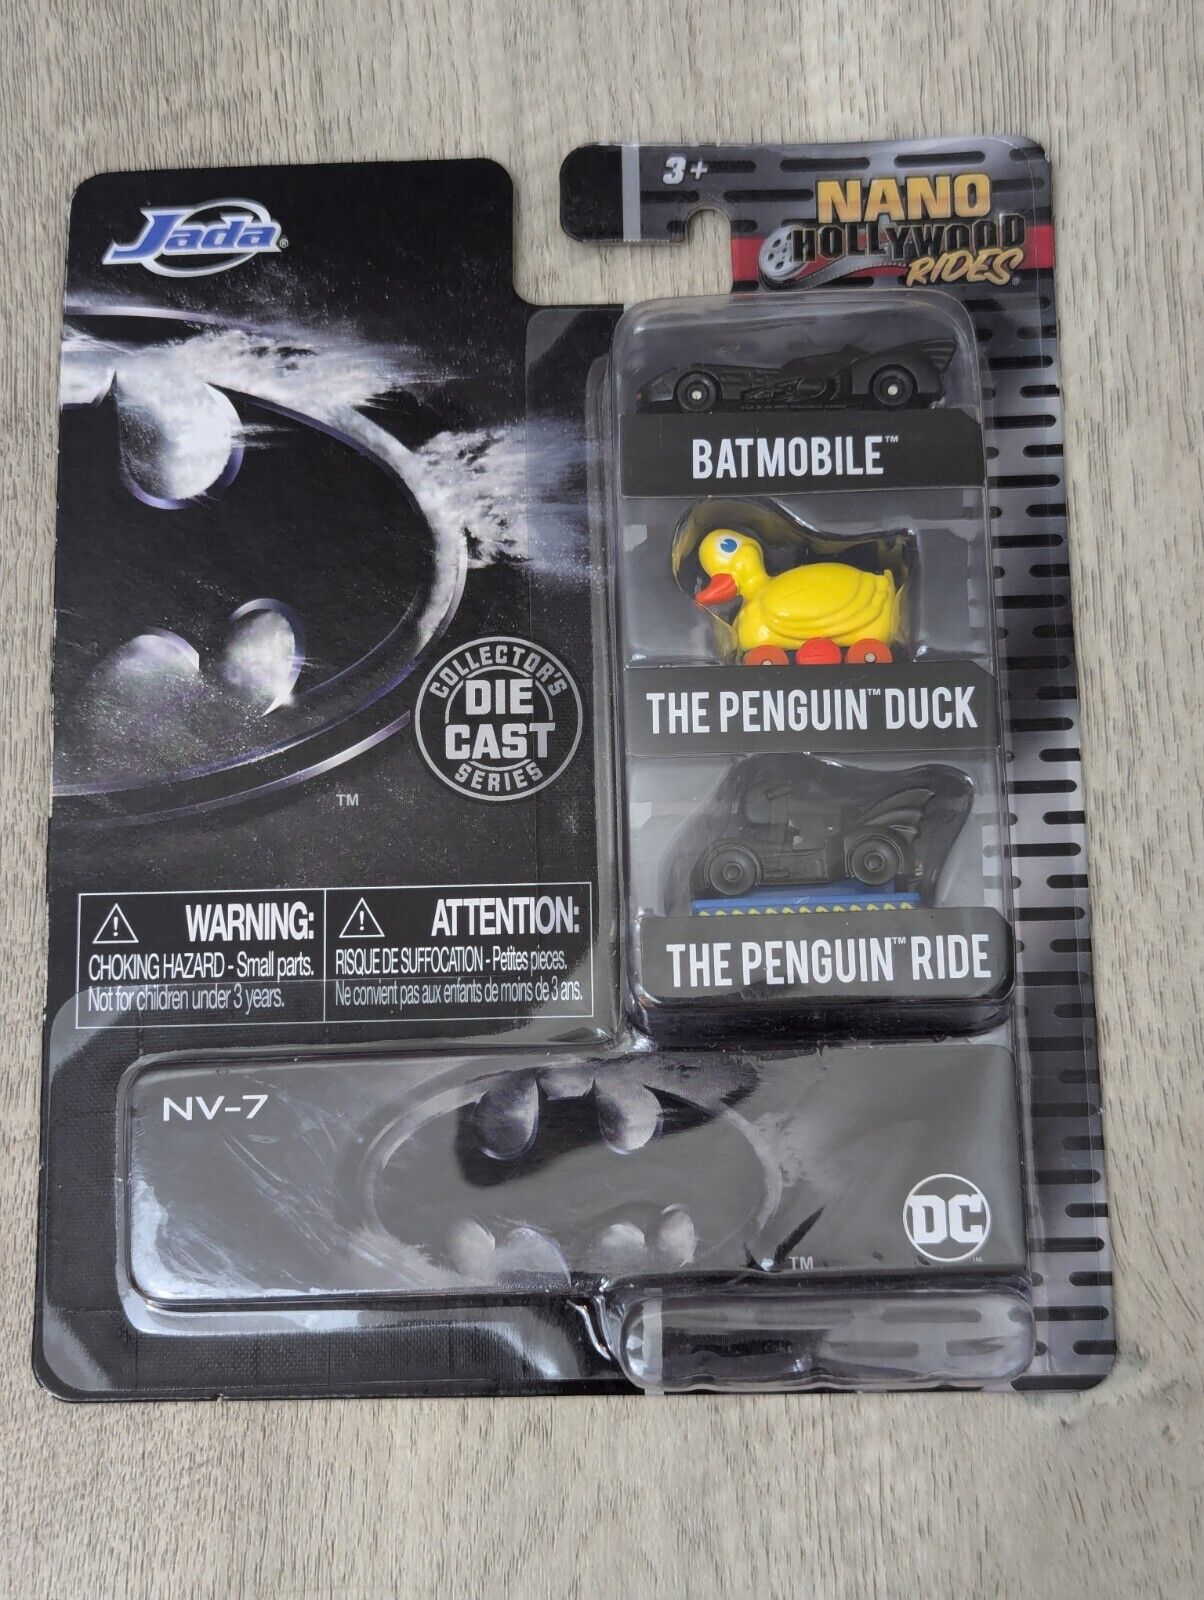 Jada®
3+
NANO
HOLLYWOOD
RIDES®
BATMOBILE™
THE PENGUIN™ DUCK
THE PENGUIN™ RIDE
COLLECTOR'S
DIE
CAST
SERIES
™
WARNING:
CHOKING HAZARD - Small parts.
Not for children under 3 years.
ATTENTION:
RISQUE DE SUFFOCATION - Petites pièces.
Ne convient pas aux enfants de moins de 3 ans.
NV-7
™
DC™